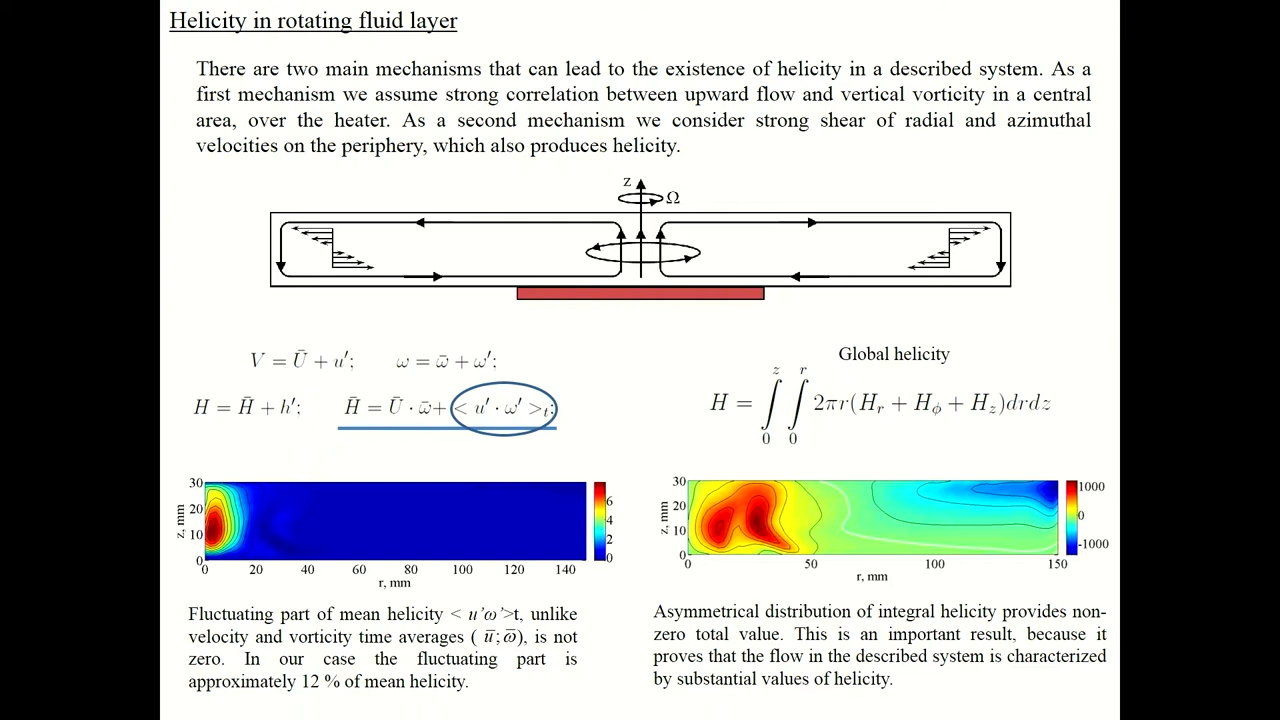 Helicity in rotating fluid layer
There are two main mechanisms that can lead to the existence of helicity in a described system. As a
first mechanism we assume strong correlation between upward flow and vertical vorticity in a central
area, over the heater. As a second mechanism we consider strong shear of radial and azimuthal
velocities on the periphery, which also produces helicity.
z
Ω
V = Ū + u′; ω = ω̄ + ω′;
H = H̄ + h′; H̄ = Ū · ω̄+ < u′ · ω′ >t;
Global helicity
H = ∫₀ᶻ ∫₀ʳ 2πr(Hr + Hϕ + Hz)drdz
30
20
10
0
z, mm
0 20 40 60 80 100 120 140
r, mm
6
4
2
0
30
20
10
0
z, mm
0 50 100 150
r, mm
1000
0
-1000
Fluctuating part of mean helicity < u’ω’>t, unlike
velocity and vorticity time averages ( u̅; ω̅), is not
zero. In our case the fluctuating part is
approximately 12 % of mean helicity.
Asymmetrical distribution of integral helicity provides non-
zero total value. This is an important result, because it
proves that the flow in the described system is characterized
by substantial values of helicity.